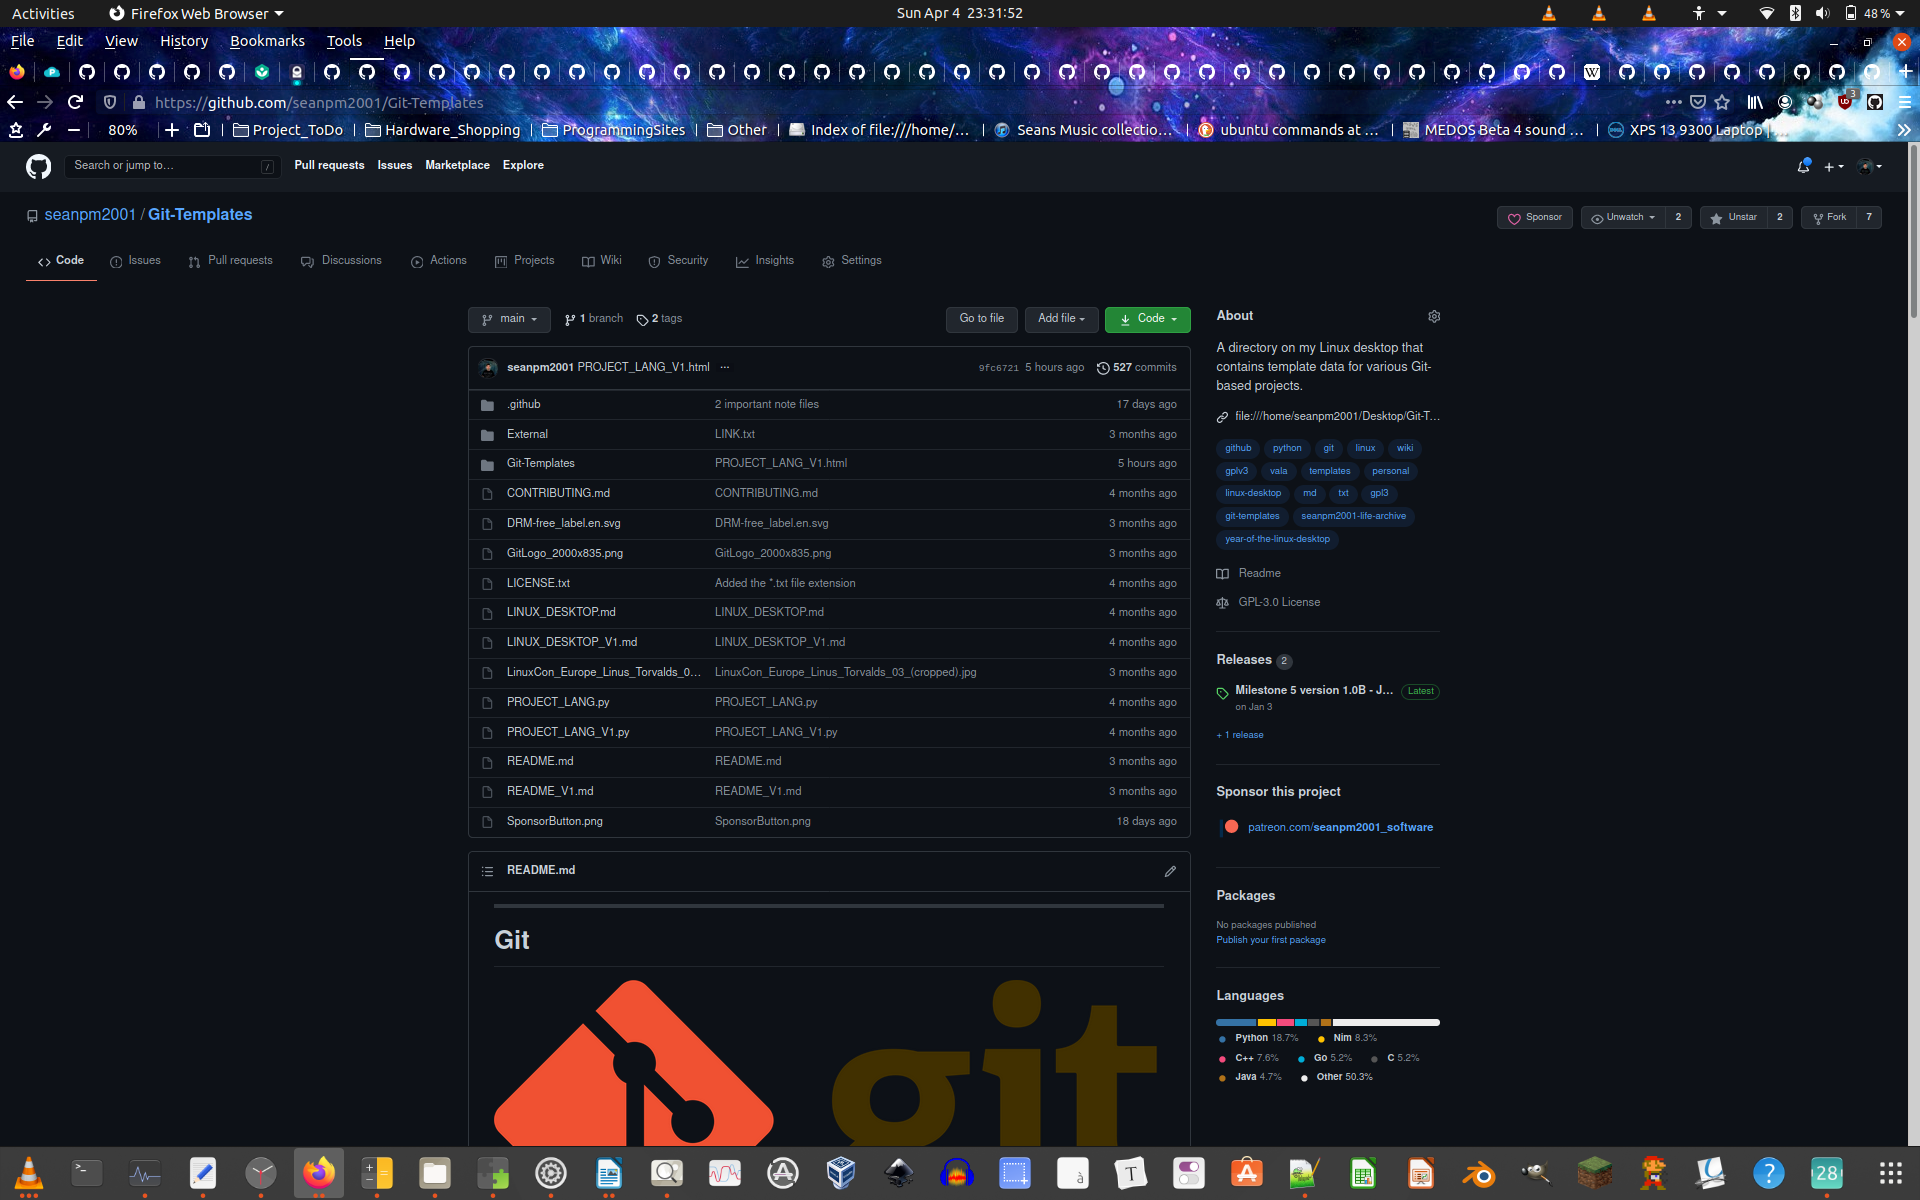 Activities Firefox Web Browser Sun Apr 4 23:31:52 48 %
File Edit View History Bookmarks Tools Help
https://github.com/seanpm2001/Git-Templates 3
80% Project_ToDo Hardware_Shopping ProgrammingSites Other Index of file:///home/... Seans Music collectio... ubuntu commands at ... MEDOS Beta 4 sound ... XPS 13 9300 Laptop |
Search or jump to... / Pull requests Issues Marketplace Explore
seanpm2001 / Git-Templates Sponsor Unwatch 2 Unstar 2 Fork 7
Code Issues Pull requests Discussions Actions Projects Wiki Security Insights Settings
main 1 branch 2 tags Go to file Add file Code
seanpm2001 PROJECT_LANG_V1.html ... 9fc6721 5 hours ago 527 commits
.github 2 important note files 17 days ago
External LINK.txt 3 months ago
Git-Templates PROJECT_LANG_V1.html 5 hours ago
CONTRIBUTING.md CONTRIBUTING.md 4 months ago
DRM-free_label.en.svg DRM-free_label.en.svg 3 months ago
GitLogo_2000x835.png GitLogo_2000x835.png 3 months ago
LICENSE.txt Added the *.txt file extension 4 months ago
LINUX_DESKTOP.md LINUX_DESKTOP.md 4 months ago
LINUX_DESKTOP_V1.md LINUX_DESKTOP_V1.md 4 months ago
LinuxCon_Europe_Linus_Torvalds_0... LinuxCon_Europe_Linus_Torvalds_03_(cropped).jpg 3 months ago
PROJECT_LANG.py PROJECT_LANG.py 4 months ago
PROJECT_LANG_V1.py PROJECT_LANG_V1.py 4 months ago
README.md README.md 3 months ago
README_V1.md README_V1.md 3 months ago
SponsorButton.png SponsorButton.png 18 days ago
README.md
Git
git
About
A directory on my Linux desktop that
contains template data for various Git-
based projects.
file:///home/seanpm2001/Desktop/Git-T...
github python git linux wiki
gplv3 vala templates personal
linux-desktop md txt gpl3
git-templates seanpm2001-life-archive
year-of-the-linux-desktop
Readme
GPL-3.0 License
Releases 2
Milestone 5 version 1.0B - J... Latest
on Jan 3
+ 1 release
Sponsor this project
patreon.com/seanpm2001_software
Packages
No packages published
Publish your first package
Languages
Python 18.7% Nim 8.3%
C++ 7.6% Go 5.2% C 5.2%
Java 4.7% Other 50.3%
28